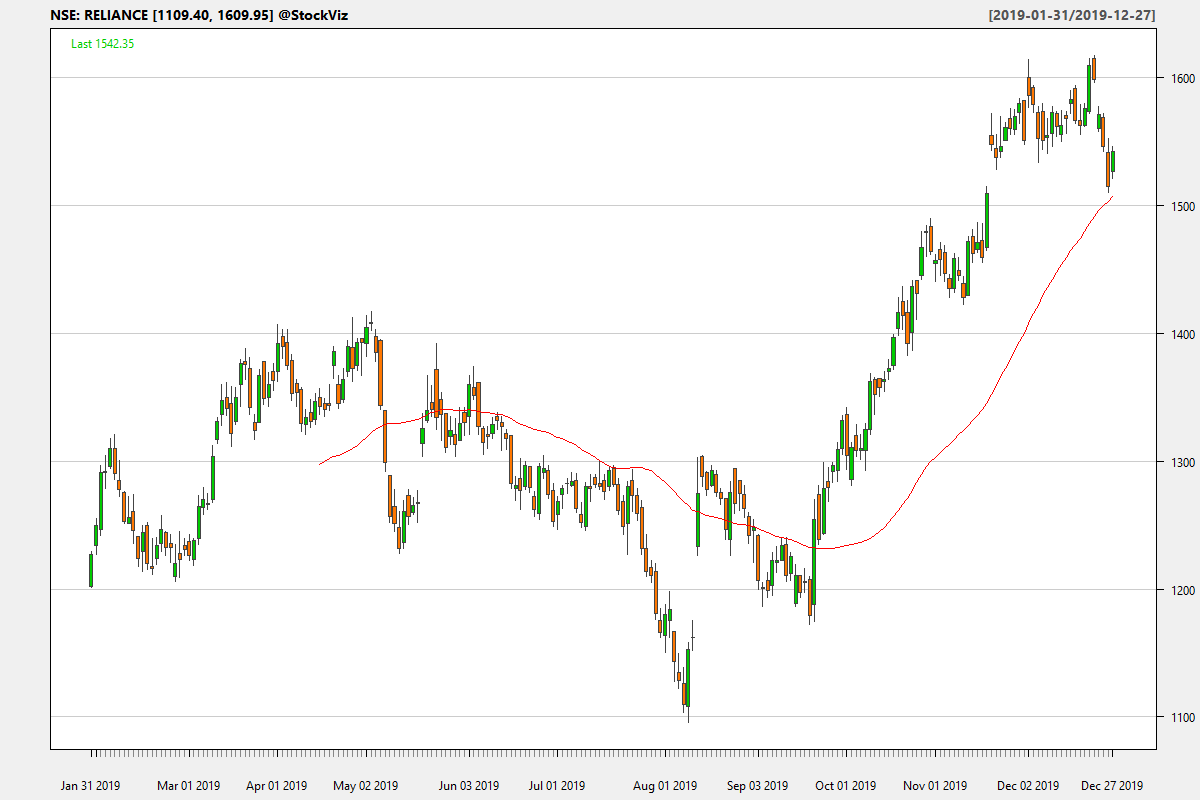 NSE: RELIANCE [1109.40, 1609.95] @StockViz
[2019-01-31/2019-12-27]
Last 1542.35
1600
1500
1400
1300
1200
1100
Jan 31 2019
Mar 01 2019
Apr 01 2019
May 02 2019
Jun 03 2019
Jul 01 2019
Aug 01 2019
Sep 03 2019
Oct 01 2019
Nov 01 2019
Dec 02 2019
Dec 27 2019